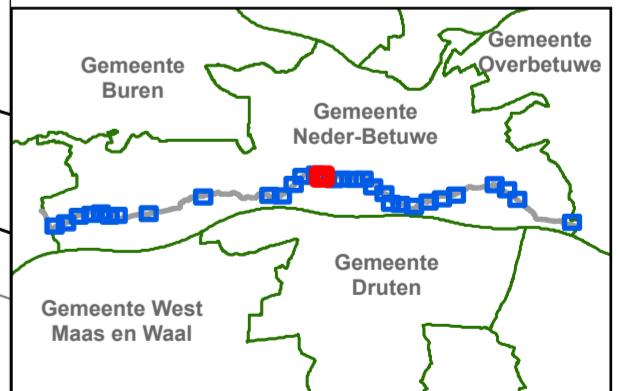 Gemeente
Overbetuwe
Gemeente
Buren
Gemeente
Neder-Betuwe
Gemeente
Druten
Gemeente West
Maas en Waal